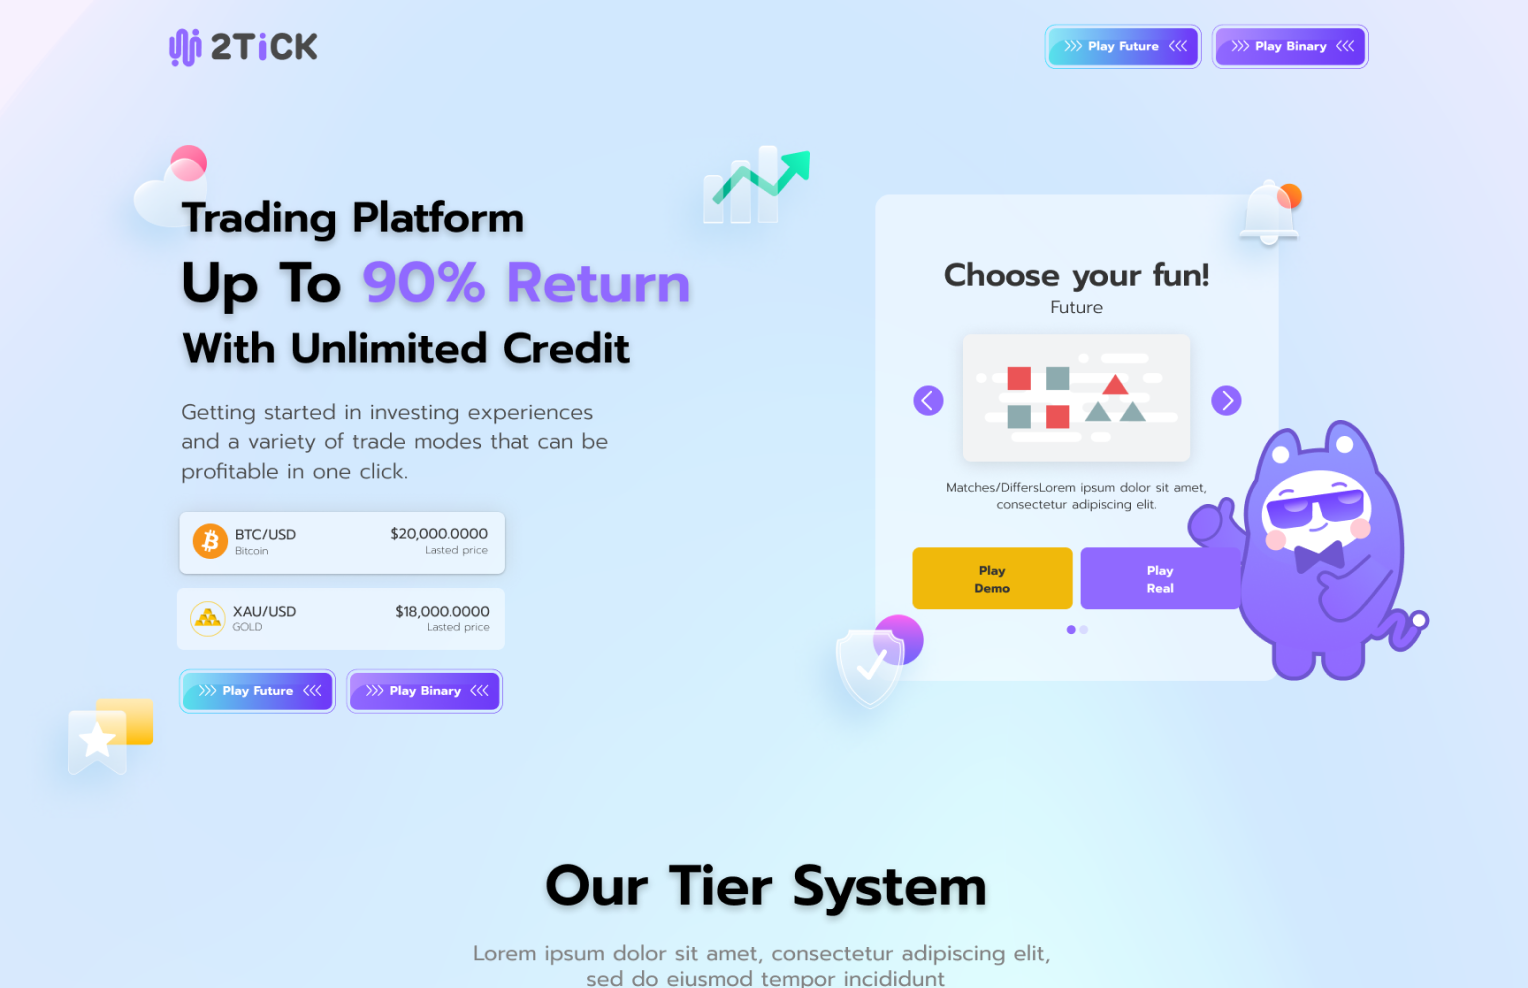 2TiCK
Play Future
Play Binary
Trading Platform
Up To 90% Return
With Unlimited Credit
Getting started in investing experiences
and a variety of trade modes that can be
profitable in one click.
BTC/USD
$20,000.0000
Bitcoin
Lasted price
XAU/USD
$18,000.0000
GOLD
Lasted price
Play Future
Play Binary
Choose your fun!
Future
Matches/DiffersLorem ipsum dolor sit amet,
consectetur adipiscing elit.
Play
Demo
Play
Real
Our Tier System
Lorem ipsum dolor sit amet, consectetur adipiscing elit,
sed do eiusmod tempor incididunt